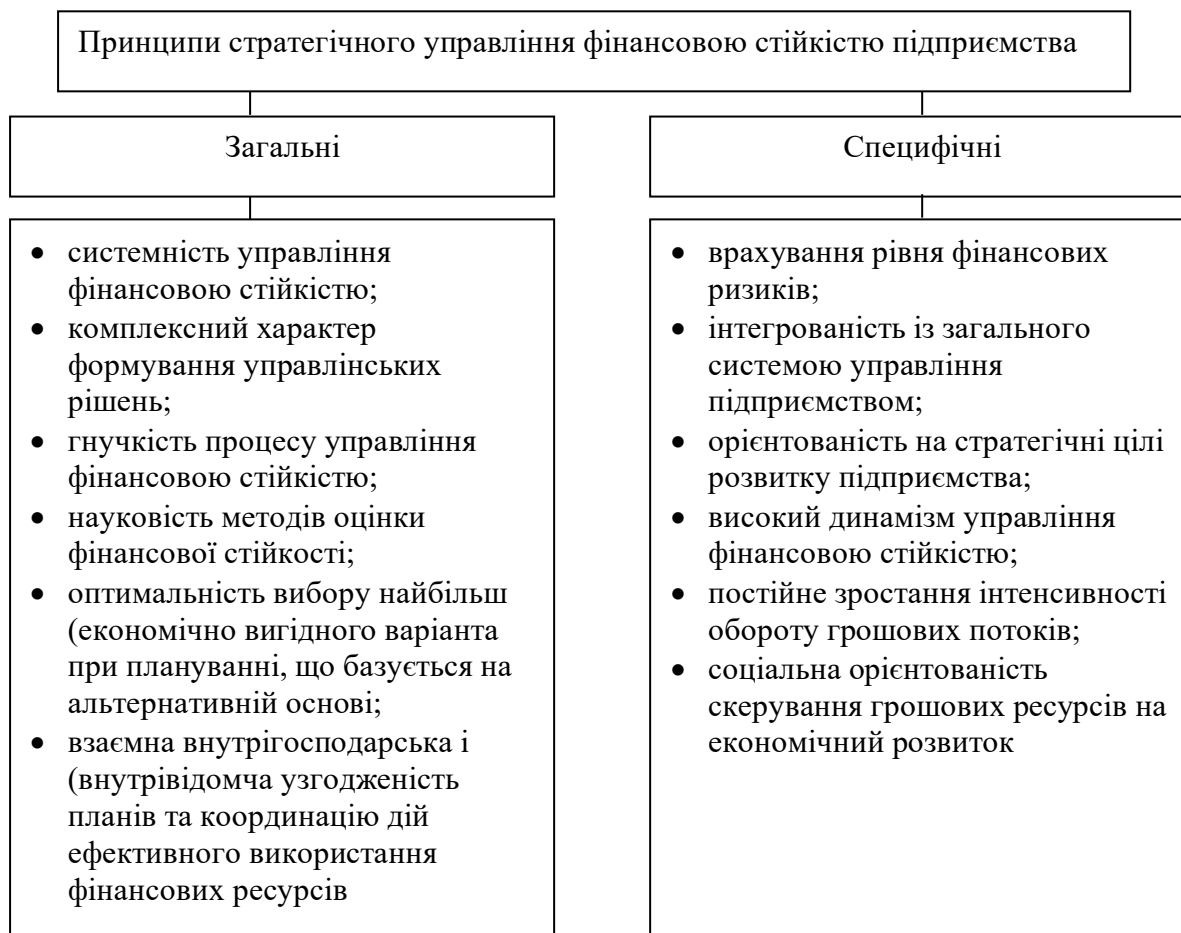 Принципи стратегічного управління фінансовою стійкістю підприємства
Загальні
• системність управління
фінансовою стійкістю;
• комплексний характер
формування управлінських
рішень;
• гнучкість процесу управління
фінансовою стійкістю;
• науковість методів оцінки
фінансової стійкості;
• оптимальність вибору найбільш
(економічно вигідного варіанта
при плануванні, що базується на
альтернативній основі;
• взаємна внутрігосподарська і
(внутрівідомча узгодженість
планів та координацію дій
ефективного використання
фінансових ресурсів
Специфічні
• врахування рівня фінансових
ризиків;
• інтегрованість із загального
системою управління
підприємством;
• орієнтованість на стратегічні цілі
розвитку підприємства;
• високий динамізм управління
фінансовою стійкістю;
• постійне зростання інтенсивності
обороту грошових потоків;
• соціальна орієнтованість
скерування грошових ресурсів на
економічний розвиток